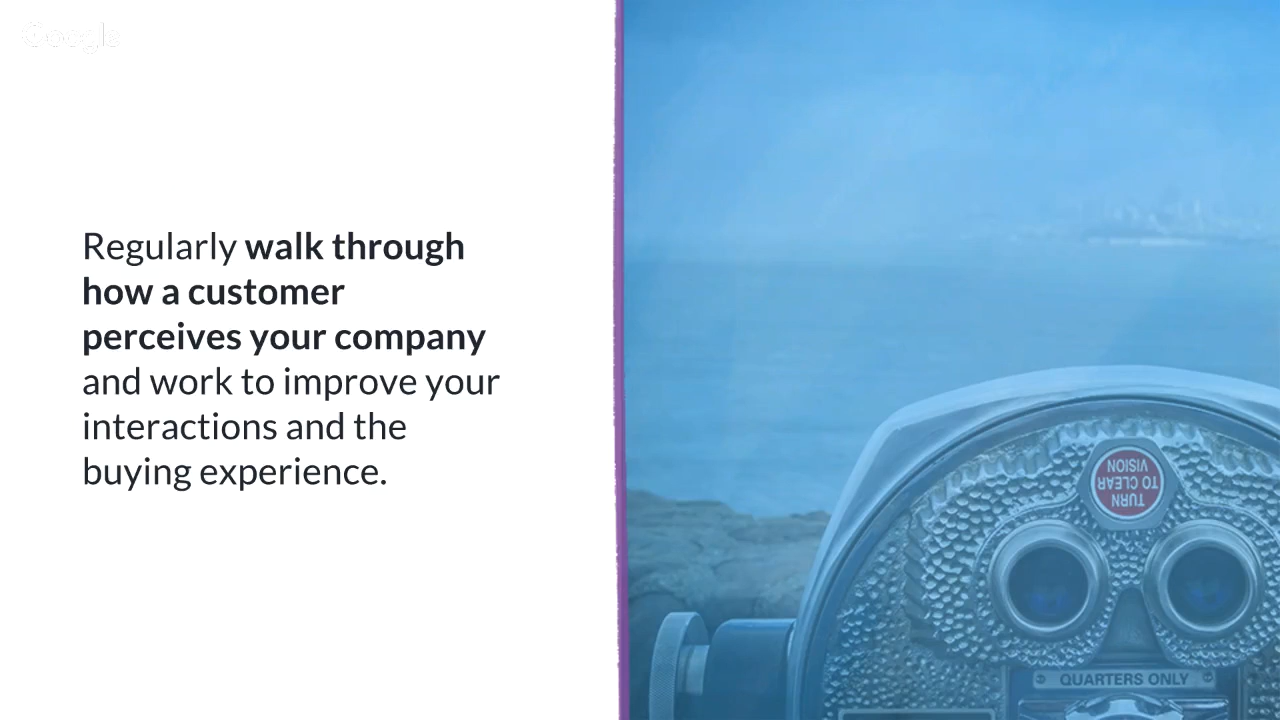 Google
Regularly walk through
how a customer
perceives your company
and work to improve your
interactions and the
buying experience.
TURN
TO CLEAR
VISION
QUARTERS ONLY